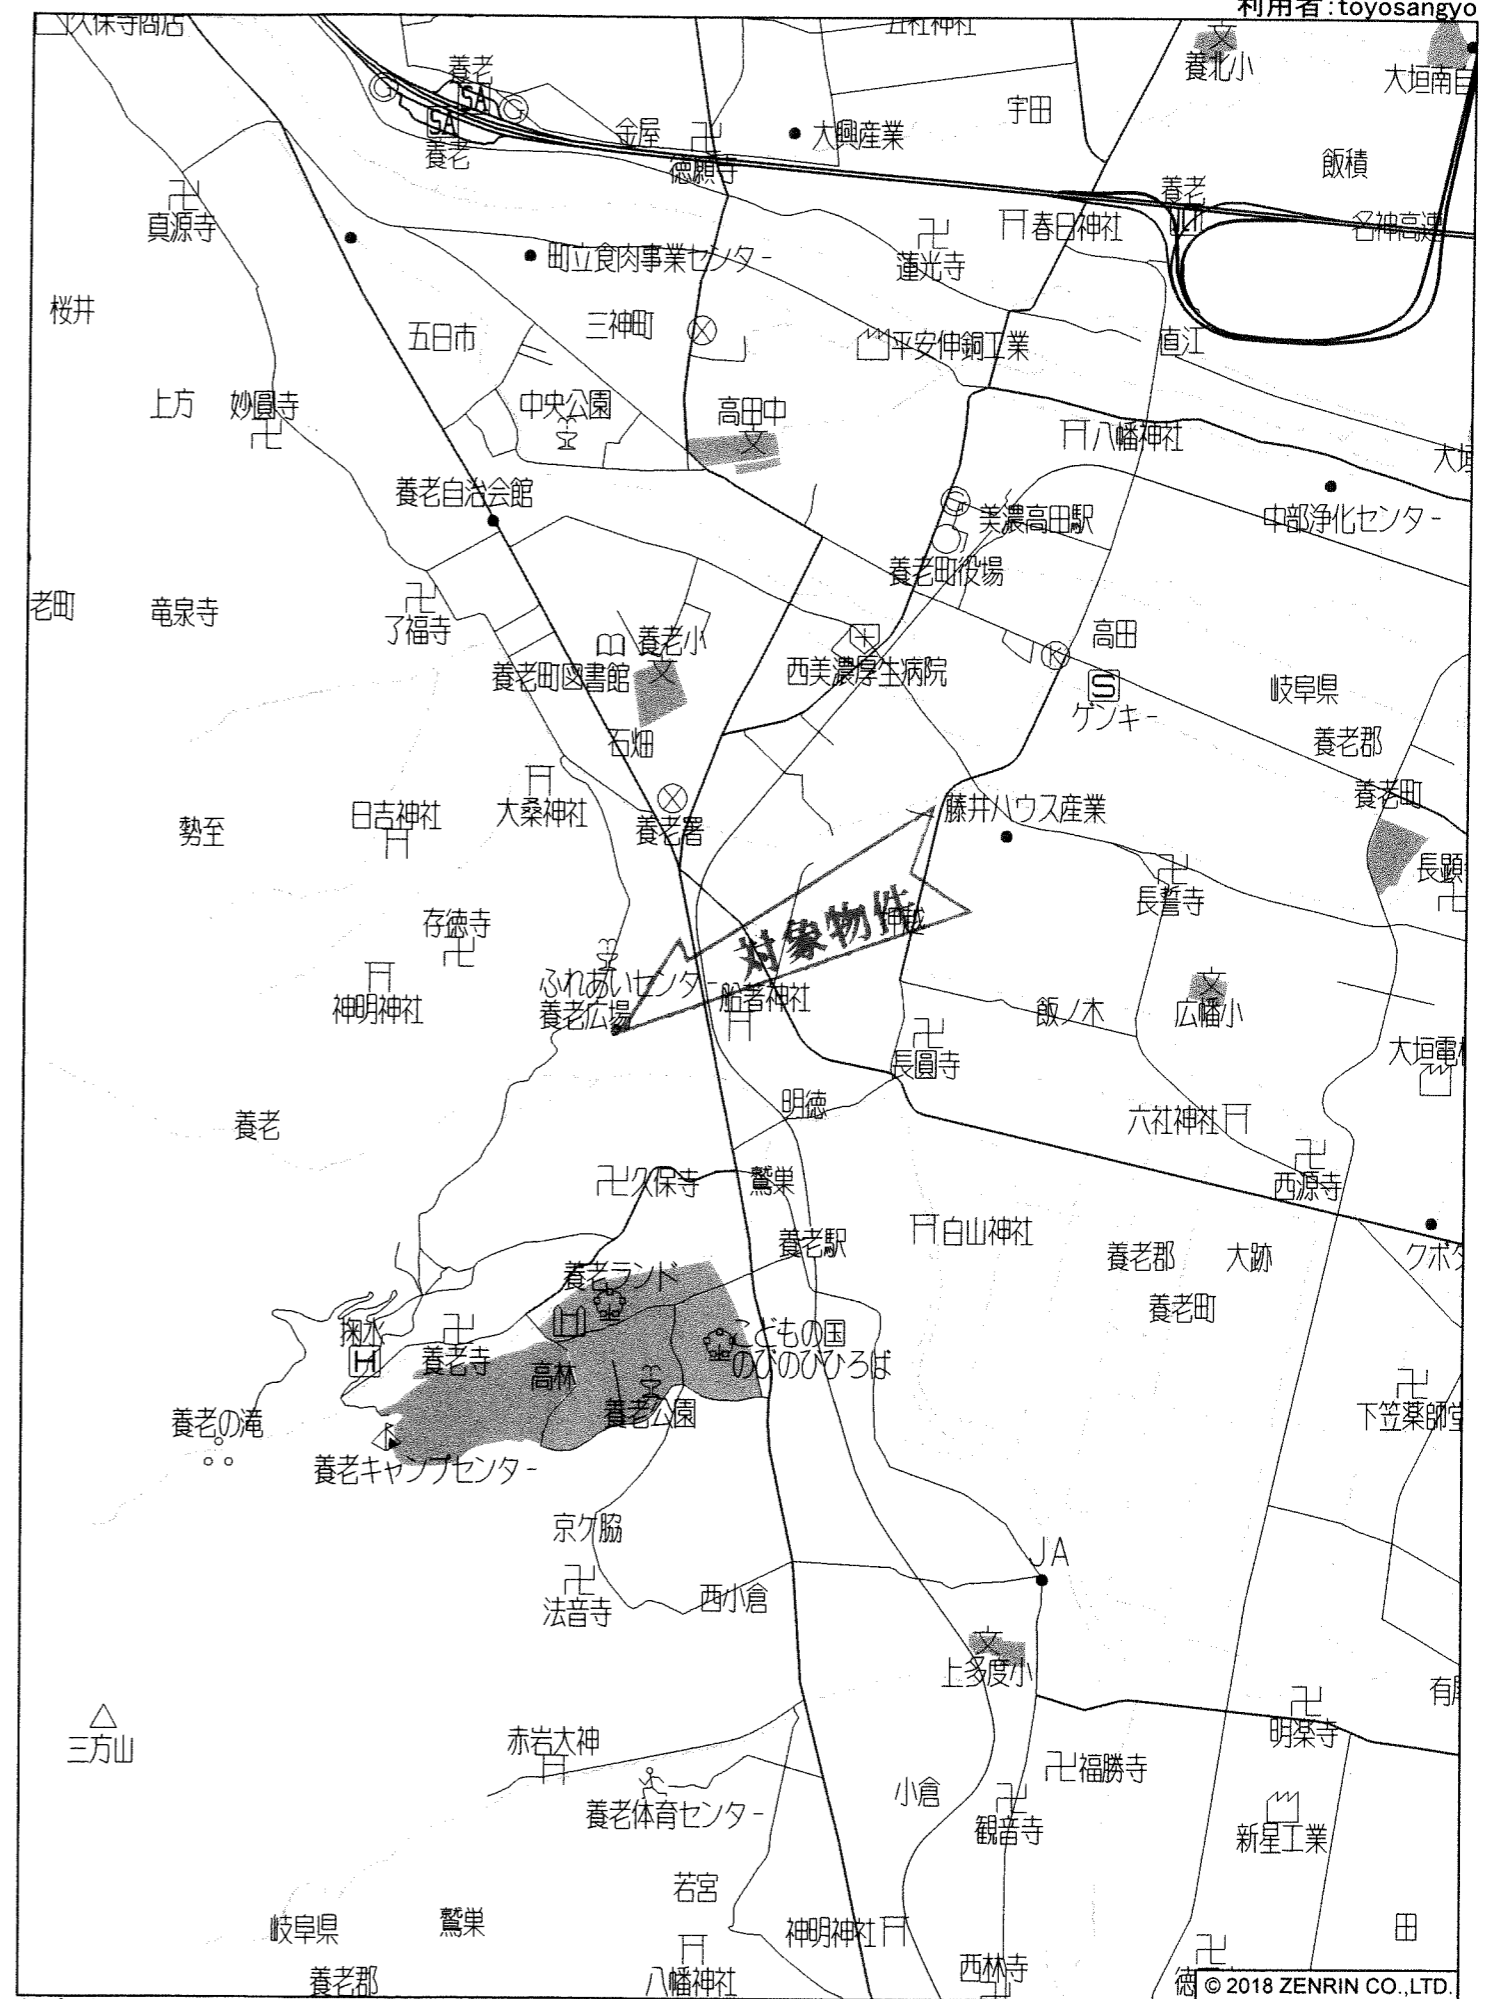 利用者:toyosangyo
久保寺商店
五社神社
養北小
大垣南自
養老
SA
SA
養老
金屋
徳願寺
大興産業
宇田
飯積
真源寺
養老
春日神社
名神高速
蓮光寺
町立食肉事業センター
桜井
五日市
三神町
平安伸銅工業
直江
上方
妙圓寺
中央公園
高田中
八幡神社
大垣
養老自治会館
美濃高田駅
中部浄化センター
養老町役場
老町
竜泉寺
了福寺
養老小
養老町図書館
西美濃厚生病院
高田
ゲンキー
岐阜県
養老郡
石畑
養老町
日吉神社
大桑神社
勢至
養老署
藤井ハウス産業
長顕
長誓寺
存徳寺
対象物件
押越
神明神社
ふれあいセンター
養老広場
船着神社
飯ノ木
広幡小
長圓寺
大垣電機
養老
明徳
六社神社
久保寺
鷲巣
西源寺
養老駅
白山神社
養老郡
大跡
クボタ
養老町
養老ランド
掬水
養老寺
こどもの国
のびのびひろば
高林
養老公園
養老の滝
下笠薬師堂
養老キャンプセンター
京ケ脇
JA
法音寺
西小倉
上多度小
三方山
赤岩大神
明楽寺
福勝寺
養老体育センター
小倉
観音寺
新星工業
若宮
岐阜県
鷲巣
神明神社
田
養老郡
八幡神社
西林寺
徳
© 2018 ZENRIN CO.,LTD.